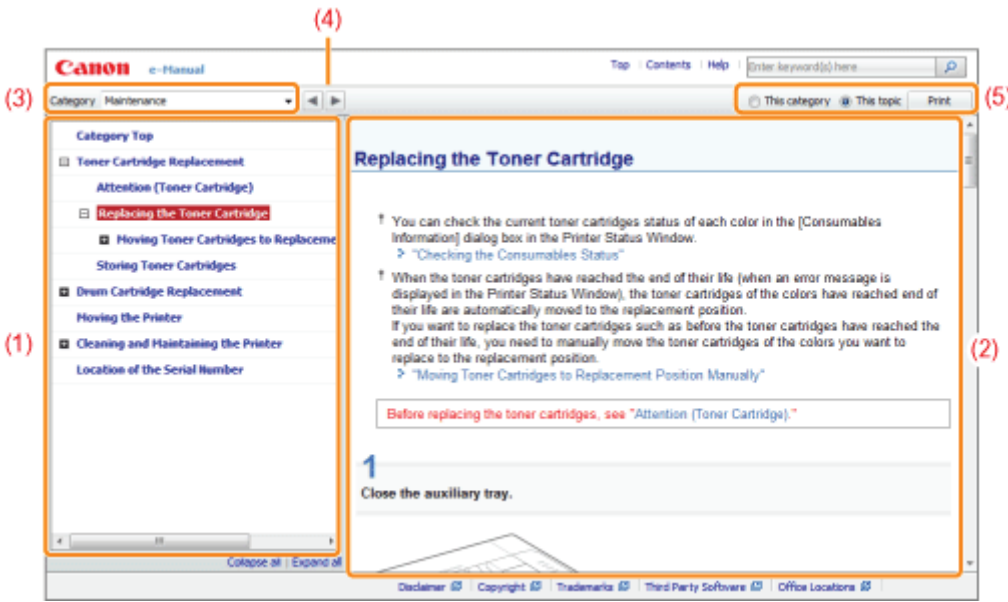 (4)
Canon e-Manual Top Contents Help Enter keyword(s) here
(3) Category Maintenance This category This topic Print (5)
Category Top
Toner Cartridge Replacement
Attention (Toner Cartridge)
Replacing the Toner Cartridge
Moving Toner Cartridges to Replaceme
Storing Toner Cartridges
Drum Cartridge Replacement
Moving the Printer
(1)
Cleaning and Maintaining the Printer
Location of the Serial Number
Collapse all Expand all
Replacing the Toner Cartridge
You can check the current toner cartridges status of each color in the [Consumables
Information] dialog box in the Printer Status Window.
"Checking the Consumables Status"
When the toner cartridges have reached the end of their life (when an error message is
displayed in the Printer Status Window), the toner cartridges of the colors have reached end of
their life are automatically moved to the replacement position.
If you want to replace the toner cartridges such as before the toner cartridges have reached the
end of their life, you need to manually move the toner cartridges of the colors you want to
replace to the replacement position.
(2)
"Moving Toner Cartridges to Replacement Position Manually"
Before replacing the toner cartridges, see "Attention (Toner Cartridge)."
1
Close the auxiliary tray.
Disclaimer Copyright Trademarks Third Party Software Office Locations